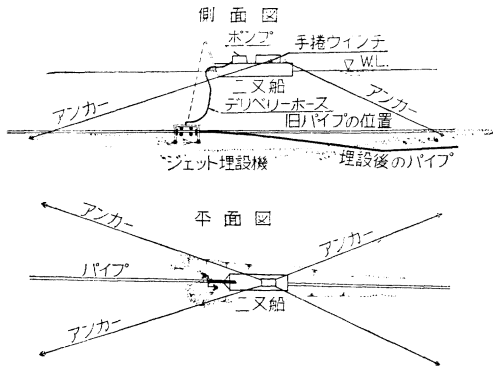 側面図
ポンプ
手捲ウィンチ
W.L.
二又船
アンカー
デリベリーホース
アンカー
旧パイプの位置
ジェット埋設機
埋設後のパイプ
平面図
アンカー
アンカー
パイプ
二又船
アンカー